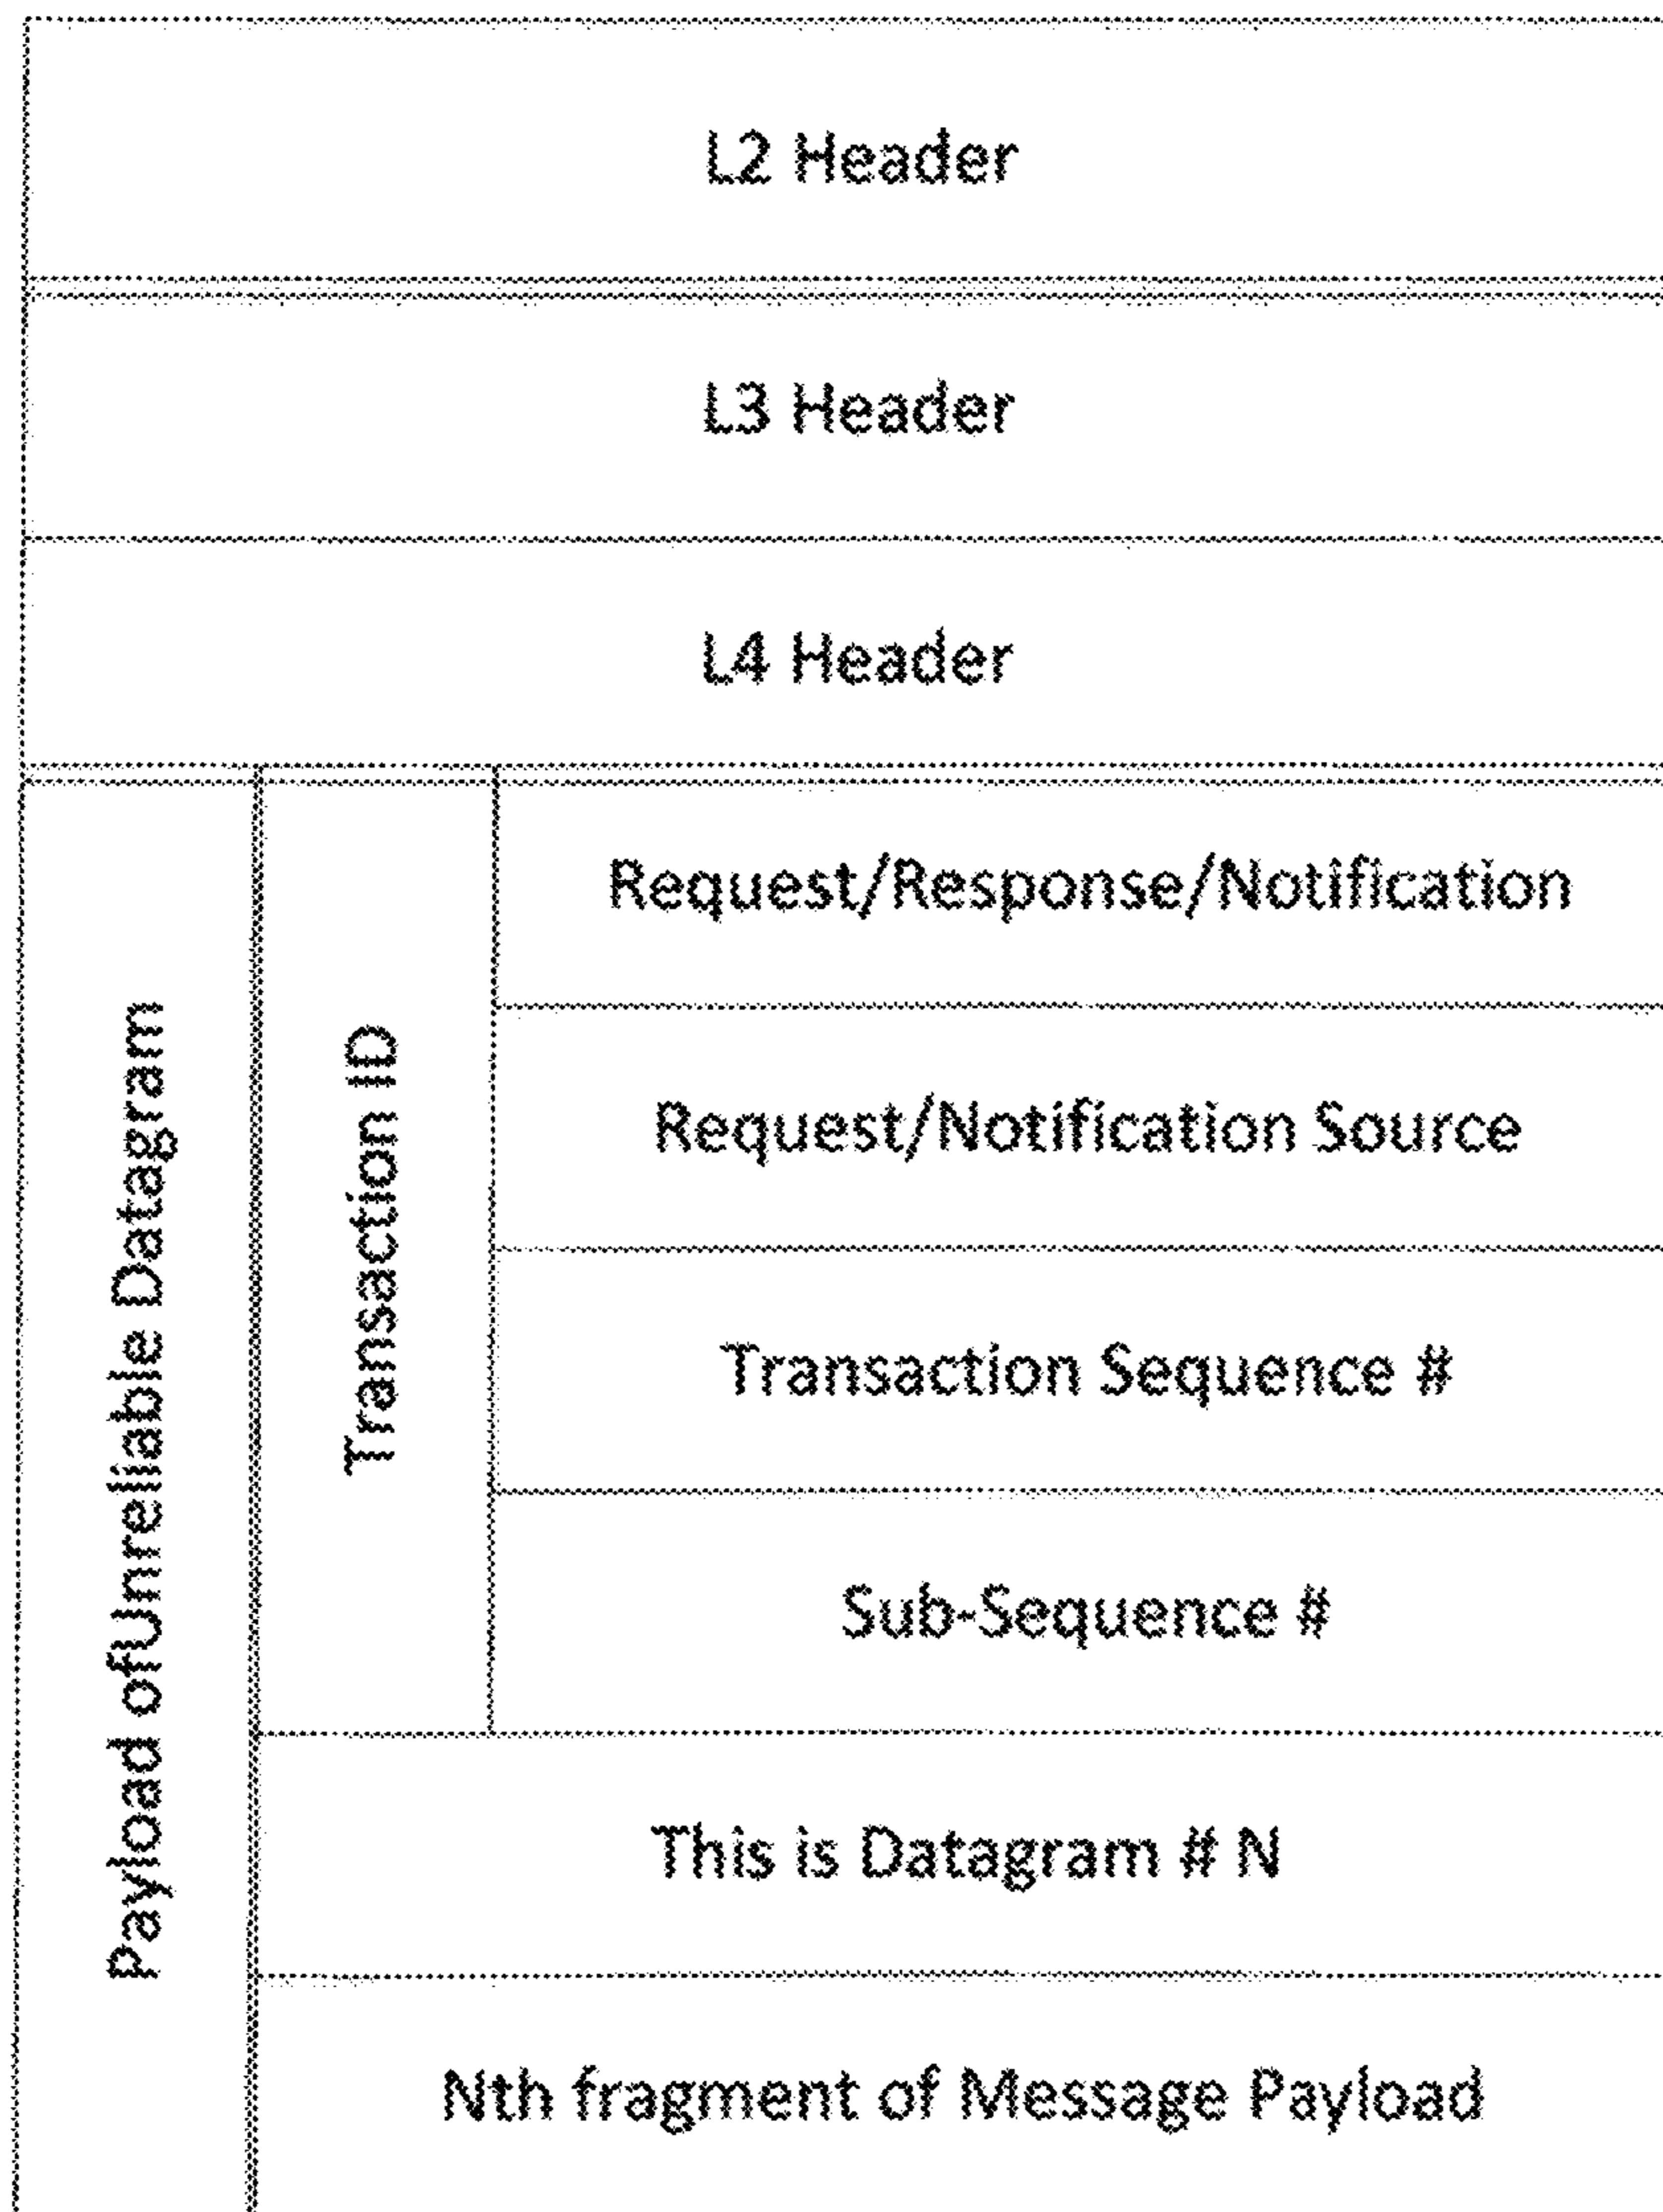 L2 Header
L3 Header
L4 Header
Payload ofUnreliable Datagram
Transaction ID
Request/Response/Notification
Request/Notification Source
Transaction Sequence #
Sub-Sequence #
This is Datagram # N
Nth fragment of Message Payload